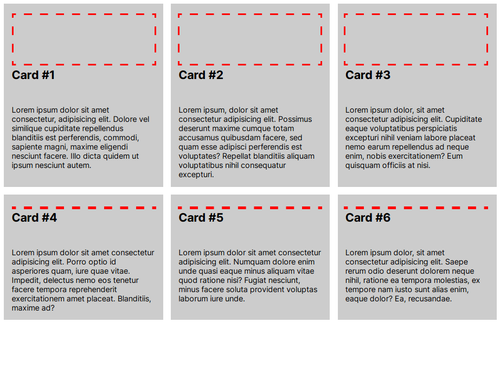 Card #1
Lorem ipsum dolor sit amet
consectetur, adipisicing elit. Dolore vel
similique cupiditate repellendus
blanditiis est perferendis, commodi,
sapiente magni, maxime eligendi
nesciunt facere. Illo dicta quidem ut
ipsum nesciunt autem.
Card #2
Lorem ipsum, dolor sit amet
consectetur adipisicing elit. Possimus
deserunt maxime cumque totam
accusamus quibusdam facere, sed
quam esse adipisci perferendis est
voluptates? Repellat blanditiis aliquam
voluptatibus nihil consequatur
excepturi.
Card #3
Lorem ipsum, dolor sit amet
consectetur adipisicing elit. Cupiditate
eaque voluptatibus perspiciatis
excepturi nihil veniam labore placeat
nemo earum repellendus ad neque
enim, nobis exercitationem? Eum
quisquam officiis at nisi.
Card #4
Lorem ipsum dolor sit amet consectetur
adipisicing elit. Porro optio id
asperiores quam, iure quae vitae.
Impedit, delectus nemo eos tenetur
facere tempora reprehenderit
exercitationem amet placeat. Blanditiis,
maxime ad?
Card #5
Lorem ipsum dolor sit amet consectetur
adipisicing elit. Numquam dolore enim
unde quasi eaque minus aliquam vitae
quod ratione nisi? Fugiat nesciunt,
minus facere soluta provident voluptas
laborum iure unde.
Card #6
Lorem ipsum dolor, sit amet
consectetur adipisicing elit. Saepe
rerum odio deserunt dolorem neque
nihil, ratione ea tempora molestias, ex
tempore nam iusto sunt alias enim,
eaque dolor? Ea, recusandae.